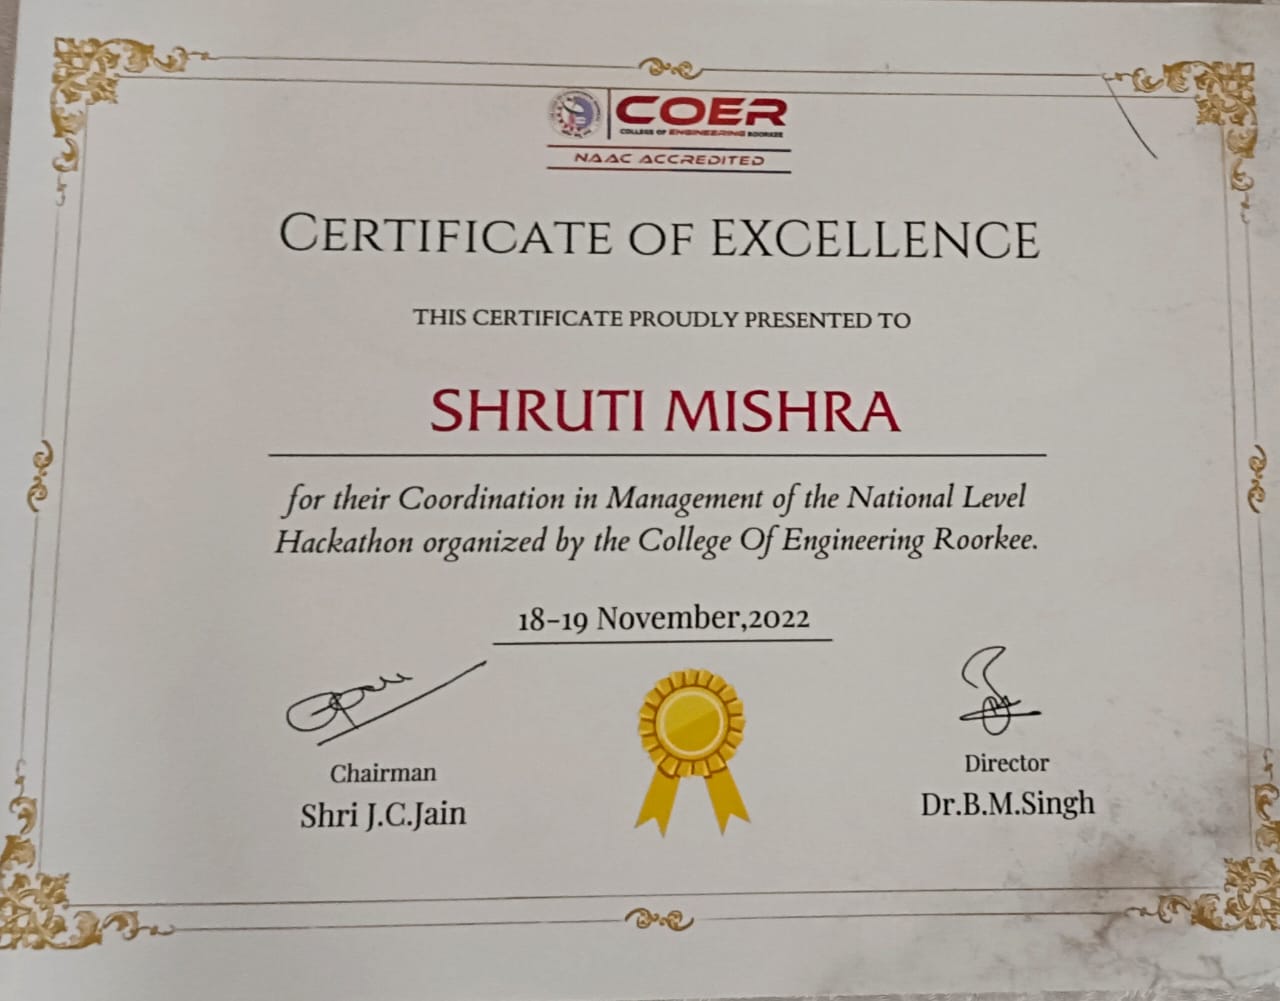 COER
COLLEGE OF ENGINEERING ROORKEE
NAAC ACCREDITED
CERTIFICATE OF EXCELLENCE
THIS CERTIFICATE PROUDLY PRESENTED TO
SHRUTI MISHRA
for their Coordination in Management of the National Level
Hackathon organized by the College Of Engineering Roorkee.
18-19 November,2022
Chairman
Shri J.C.Jain
Director
Dr.B.M.Singh